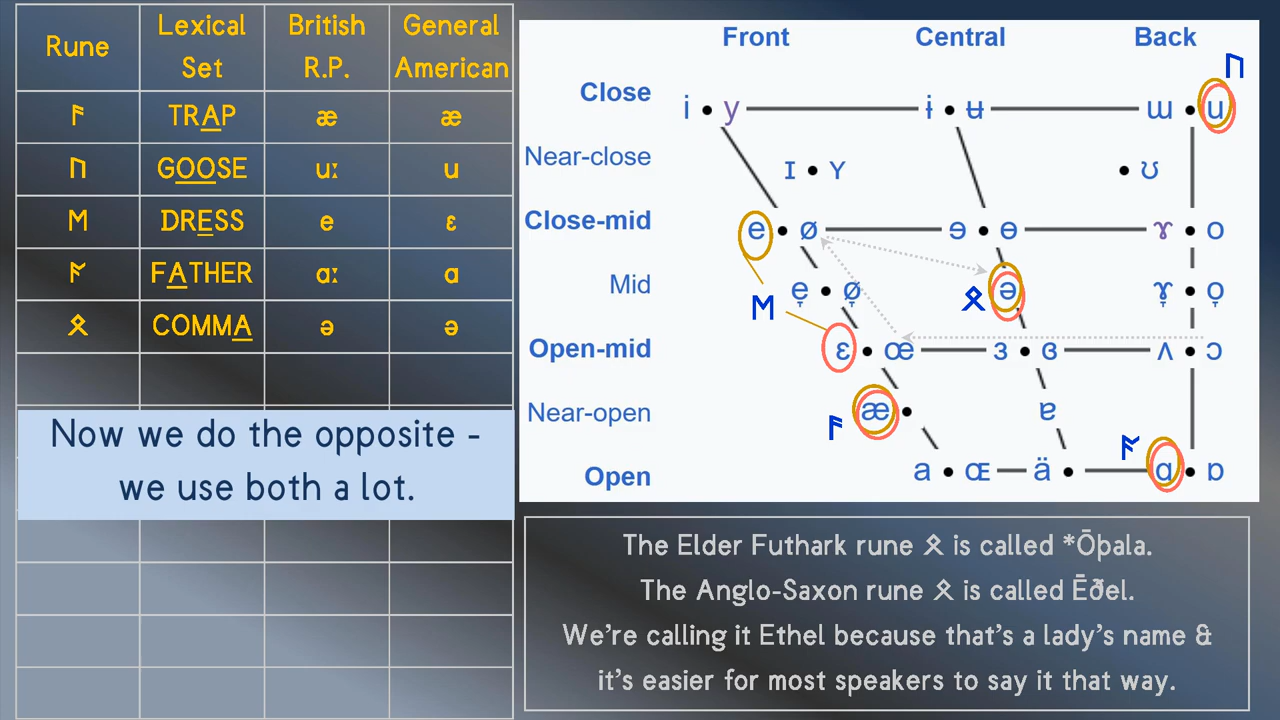 Rune Lexical Set British R.P. General American
ᚫ TRAP æ æ
ᚢ GOOSE uː u
ᛖ DRESS e ɛ
ᚩ FATHER ɑː ɑ
ᛟ COMMA ə ə
Now we do the opposite -
we use both a lot.
Front Central Back
ᚢ
Close i • y ɨ • ʉ ɯ • u
Near-close ɪ • ʏ • ʊ
Close-mid e • ø ɘ • ɵ ɤ • o
Mid e̞ • ø̞ ə ɤ̞ • o̞
ᛖ ᛟ
Open-mid ɛ • œ ɜ • ɞ ʌ • ɔ
Near-open æ • ɐ
ᚫ ᚩ
Open a • ɶ ä • ɑ • ɒ
The Elder Futhark rune ᛟ is called *Ōþala.
The Anglo-Saxon rune ᛟ is called Ēðel.
We’re calling it Ethel because that’s a lady’s name &
it’s easier for most speakers to say it that way.